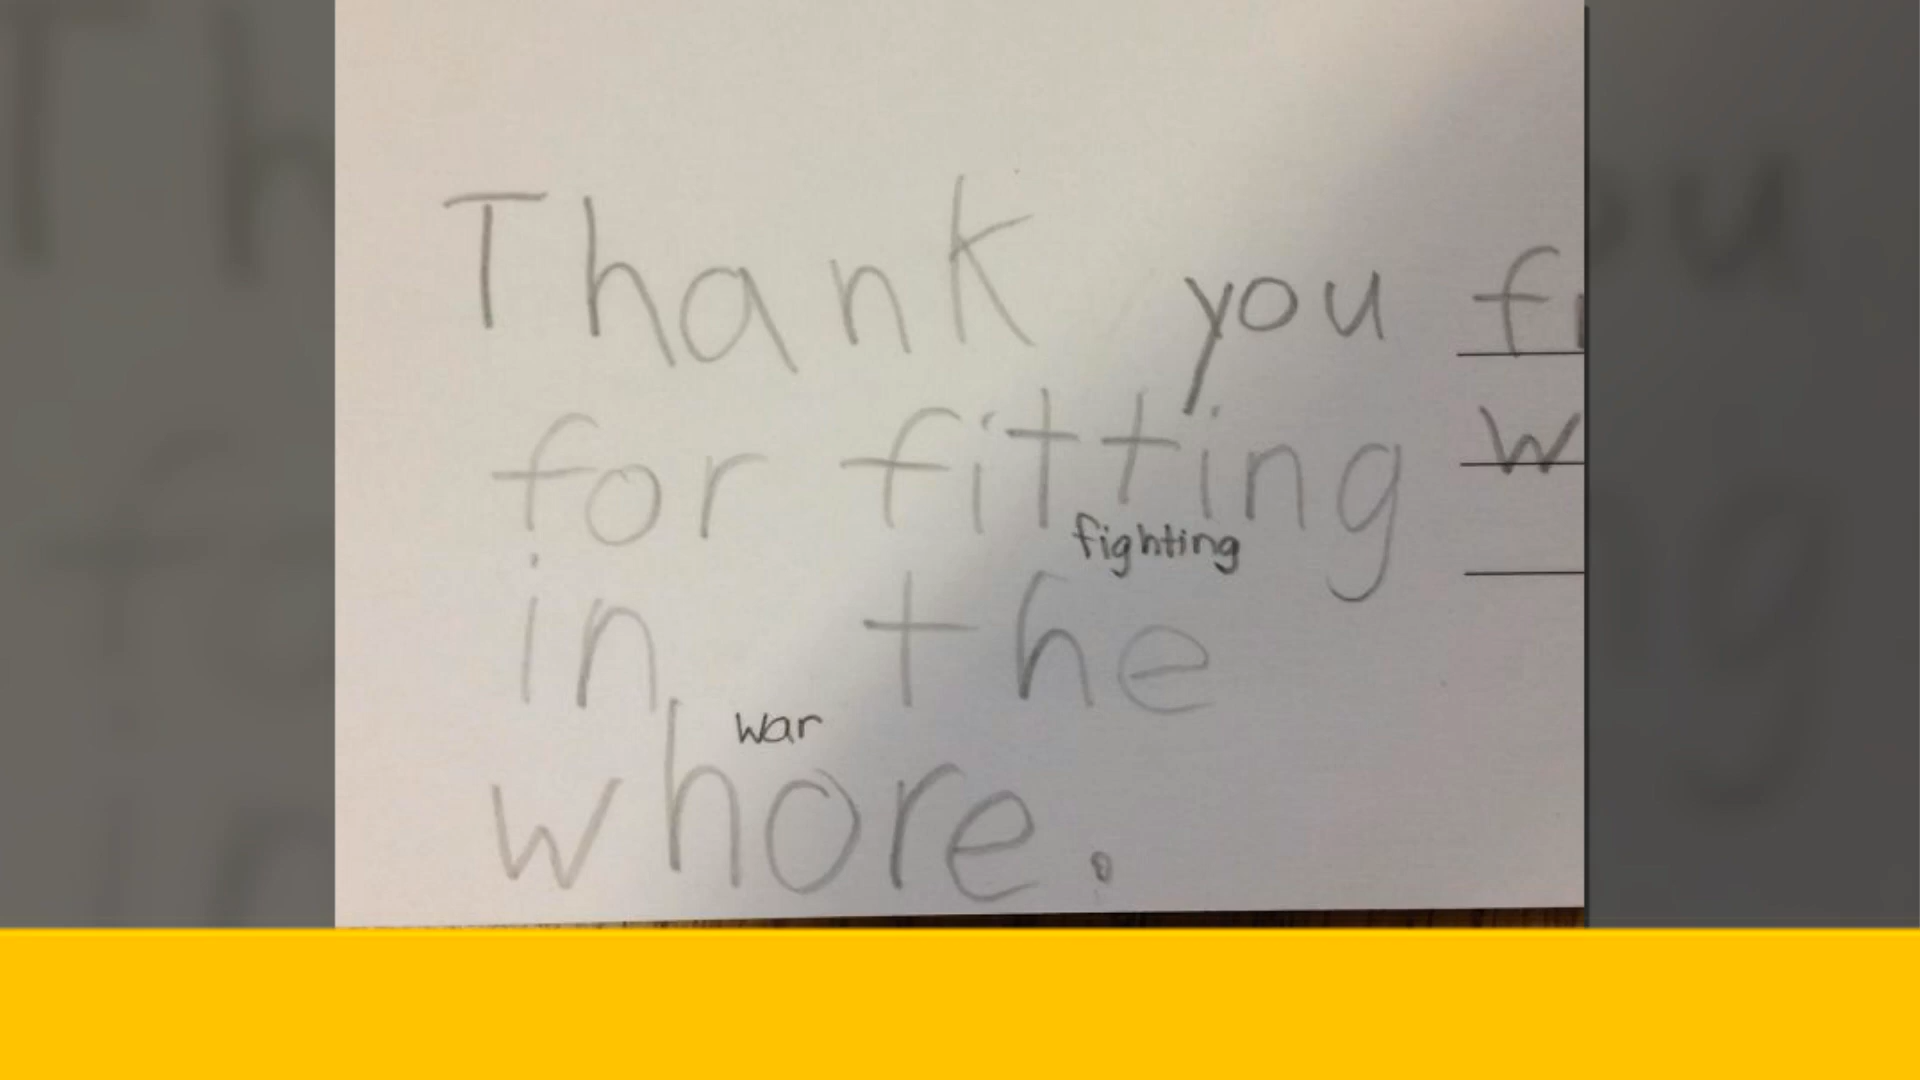 Thank you
for fitting
fighting
in the
war
whore.